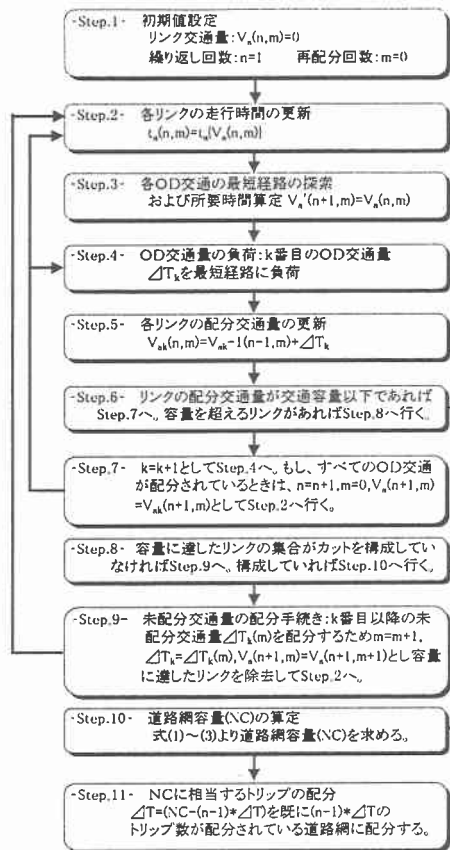 -Step.1- 初期値設定
リンク交通量:Vₐ(n,m)=0
繰り返し回数:n=1 再配分回数:m=0
-Step.2- 各リンクの走行時間の更新
tₐ(n,m)=tₐ{Vₐ(n,m)}
-Step.3- 各OD交通の最短経路の探索
および所要時間算定 Vₐ'(n+1,m)=Vₐ(n,m)
-Step.4- OD交通量の負荷:k番目のOD交通量
⊿Tₖを最短経路に負荷
-Step.5- 各リンクの配分交通量の更新
Vₐₖ(n,m)=Vₐₖ-1(n-1,m)+⊿Tₖ
-Step.6- リンクの配分交通量が交通容量以下であれば
Step.7へ。容量を超えるリンクがあればStep.8へ行く。
-Step.7- k=k+1としてStep.4へ。もし、すべてのOD交通
が配分されているときは、n=n+1,m=0,Vₐ(n+1,m)
=Vₐₖ(n+1,m)としてStep.2へ行く。
-Step.8- 容量に達したリンクの集合がカットを構成してい
なければStep.9へ。構成していればStep.10へ行く。
-Step.9- 未配分交通量の配分手続き:k番目以降の未
配分交通量⊿Tₖ(m)を配分するためm=m+1,
⊿Tₖ=⊿Tₖ(m),Vₐ(n+1,m)=Vₐ(n+1,m+1)とし容量
に達したリンクを除去してStep.2へ。
-Step.10- 道路網容量(NC)の算定
式(1)～(3)より道路網容量(NC)を求める。
-Step.11- NCに相当するトリップの配分
⊿T=(NC-(n-1)*⊿T)を既に(n-1)*⊿Tの
トリップ数が配分されている道路網に配分する。